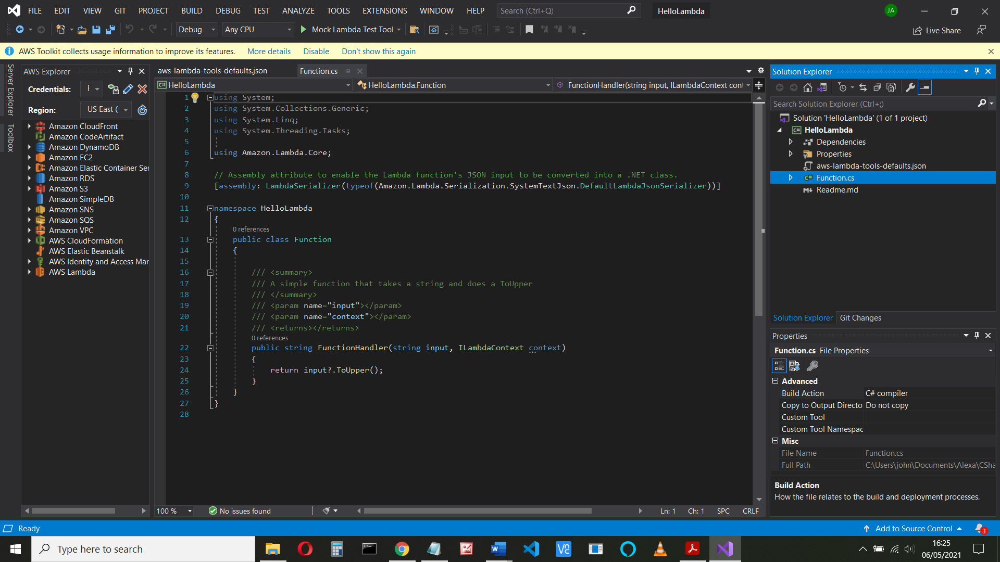 FILE EDIT VIEW GIT PROJECT BUILD DEBUG TEST ANALYZE TOOLS EXTENSIONS WINDOW HELP Search (Ctrl+Q) HelloLambda JA
Debug Any CPU Mock Lambda Test Tool Live Share
AWS Toolkit collects usage information to improve its features. More details Disable Don't show this again
Server Explorer
Toolbox
AWS Explorer
Credentials: I
Region: US East (
Amazon CloudFront
Amazon CodeArtifact
Amazon DynamoDB
Amazon EC2
Amazon Elastic Container Ser
Amazon RDS
Amazon S3
Amazon SimpleDB
Amazon SNS
Amazon SQS
Amazon VPC
AWS CloudFormation
AWS Elastic Beanstalk
AWS Identity and Access Mar
AWS Lambda
aws-lambda-tools-defaults.json Function.cs
C# HelloLambda HelloLambda.Function FunctionHandler(string input, ILambdaContext cont
1 using System;
2 using System.Collections.Generic;
3 using System.Linq;
4 using System.Threading.Tasks;
5
6 using Amazon.Lambda.Core;
7
8 // Assembly attribute to enable the Lambda function's JSON input to be converted into a .NET class.
9 [assembly: LambdaSerializer(typeof(Amazon.Lambda.Serialization.SystemTextJson.DefaultLambdaJsonSerializer))]
10
11 namespace HelloLambda
12 {
0 references
13 public class Function
14 {
15
16 /// <summary>
17 /// A simple function that takes a string and does a ToUpper
18 /// </summary>
19 /// <param name="input"></param>
20 /// <param name="context"></param>
21 /// <returns></returns>
0 references
22 public string FunctionHandler(string input, ILambdaContext context)
23 {
24 return input?.ToUpper();
25 }
26 }
27 }
28
100 % No issues found Ln: 1 Ch: 1 SPC CRLF
Solution Explorer
Search Solution Explorer (Ctrl+;)
Solution 'HelloLambda' (1 of 1 project)
C# HelloLambda
Dependencies
Properties
aws-lambda-tools-defaults.json
C# Function.cs
M Readme.md
Solution Explorer Git Changes
Properties
Function.cs File Properties
Advanced
Build Action C# compiler
Copy to Output Directo Do not copy
Custom Tool
Custom Tool Namespac
Misc
File Name Function.cs
Full Path C:\Users\john\Documents\Alexa\CSha
Build Action
How the file relates to the build and deployment processes.
Ready Add to Source Control 3
Type here to search 16:25
06/05/2021